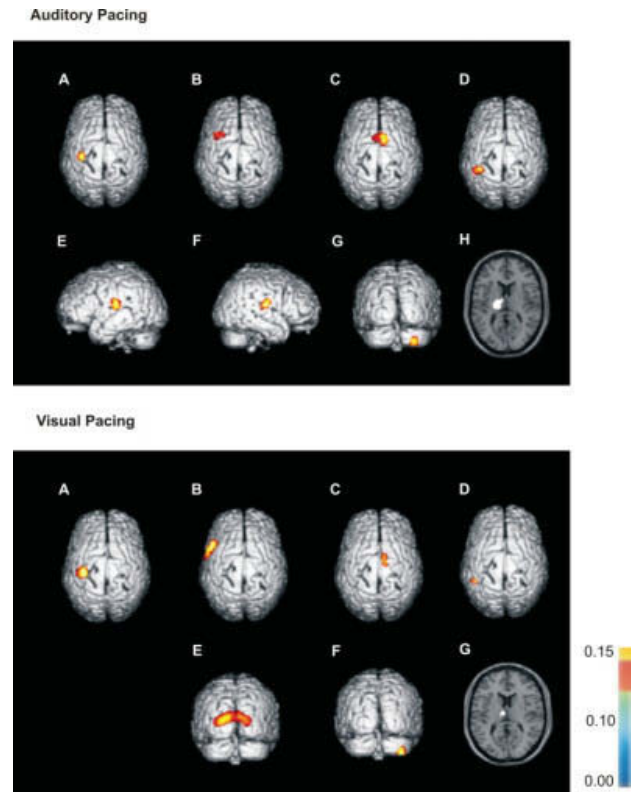 Auditory Pacing
A B C D
E F G H
Visual Pacing
A B C D
E F G
0.15
0.10
0.00